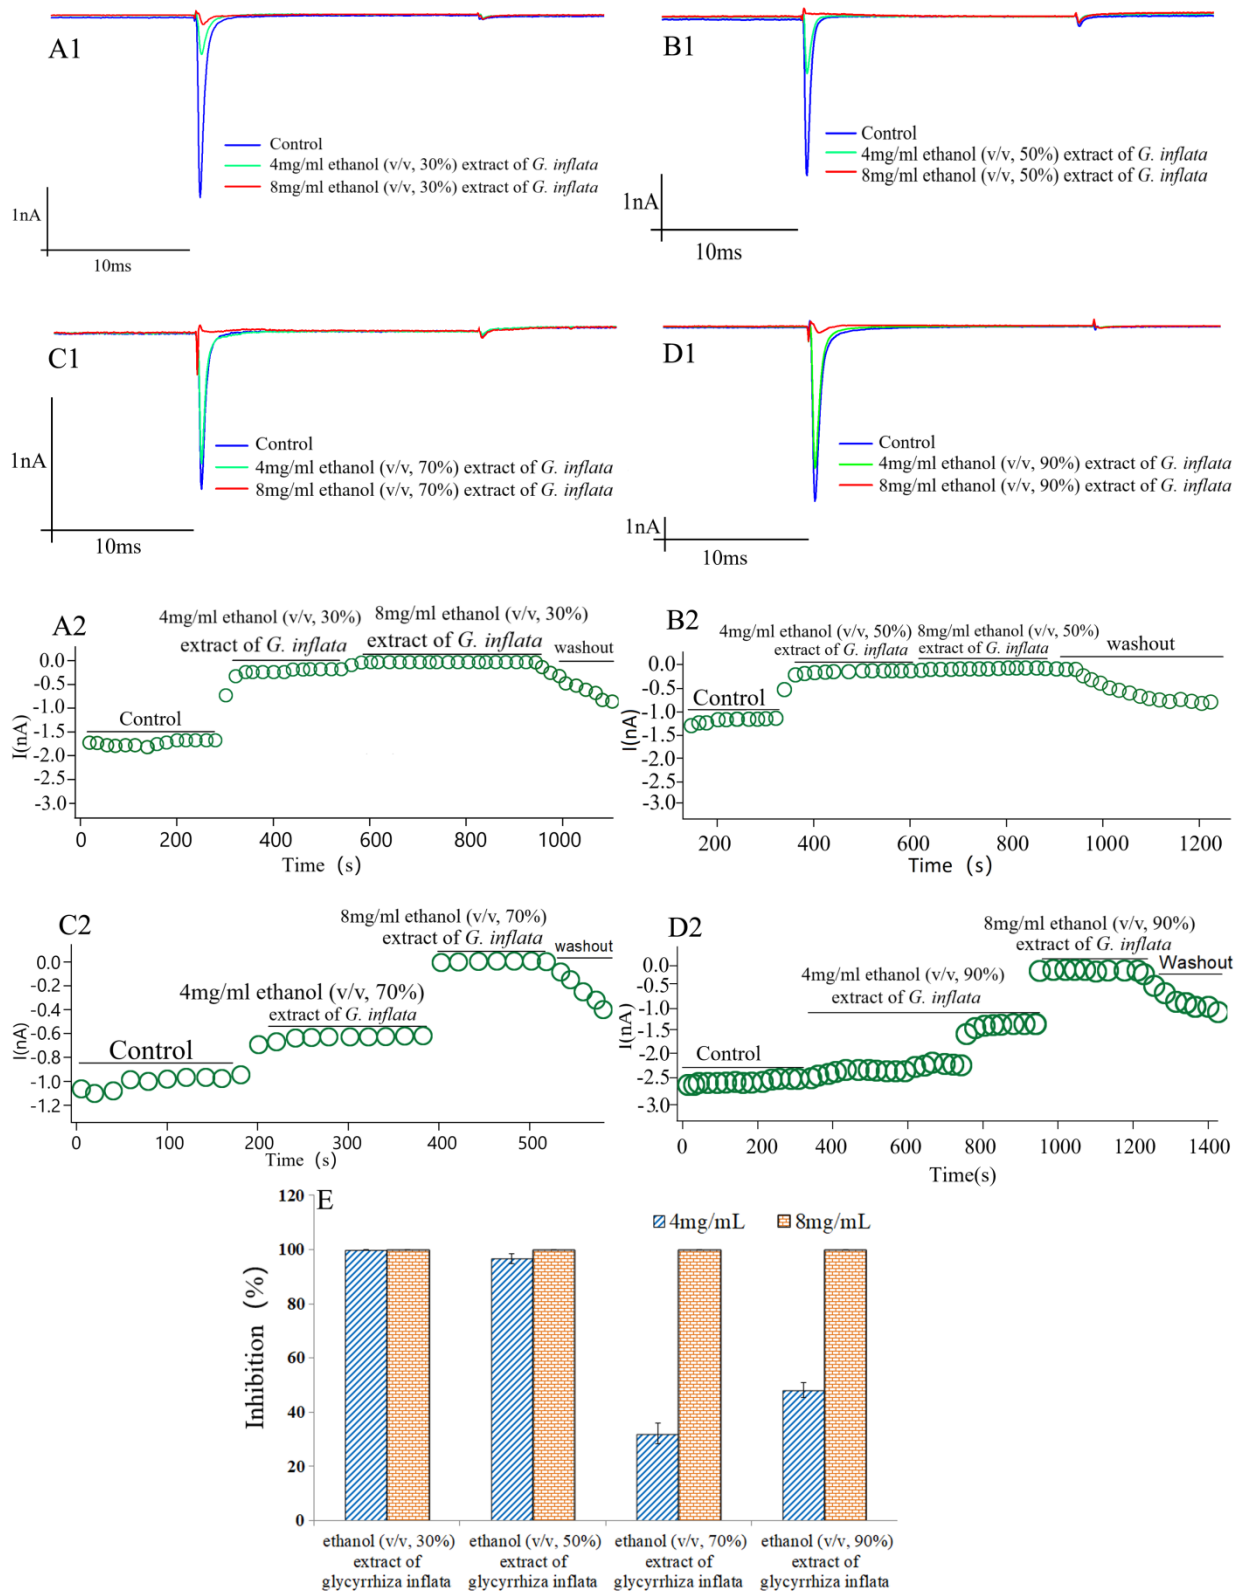 A1
Control
4mg/ml ethanol (v/v, 30%) extract of G. inflata
8mg/ml ethanol (v/v, 30%) extract of G. inflata
1nA
10ms
B1
Control
4mg/ml ethanol (v/v, 50%) extract of G. inflata
8mg/ml ethanol (v/v, 50%) extract of G. inflata
1nA
10ms
C1
Control
4mg/ml ethanol (v/v, 70%) extract of G. inflata
8mg/ml ethanol (v/v, 70%) extract of G. inflata
1nA
10ms
D1
Control
4mg/ml ethanol (v/v, 90%) extract of G. inflata
8mg/ml ethanol (v/v, 90%) extract of G. inflata
1nA
10ms
A2
4mg/ml ethanol (v/v, 30%)
extract of G. inflata
8mg/ml ethanol (v/v, 30%)
extract of G. inflata
washout
Control
I(nA)
0.0
-0.5
-1.0
-1.5
-2.0
-2.5
-3.0
0 200 400 600 800 1000
Time (s)
B2
4mg/ml ethanol (v/v, 50%)
extract of G. inflata
8mg/ml ethanol (v/v, 50%)
extract of G. inflata
washout
Control
I(nA)
0.0
-0.5
-1.0
-1.5
-2.0
-2.5
-3.0
200 400 600 800 1000 1200
Time (s)
C2
8mg/ml ethanol (v/v, 70%)
extract of G. inflata
washout
4mg/ml ethanol (v/v, 70%)
extract of G. inflata
Control
I(nA)
0.0
-0.2
-0.4
-0.6
-0.8
-1.0
-1.2
0 100 200 300 400 500
Time (s)
D2
8mg/ml ethanol (v/v, 90%)
extract of G. inflata
Washout
4mg/ml ethanol (v/v, 90%)
extract of G. inflata
Control
I(nA)
0.0
-0.5
-1.0
-1.5
-2.0
-2.5
-3.0
0 200 400 600 800 1000 1200 1400
Time(s)
E
4mg/mL 8mg/mL
Inhibition (%)
120
100
80
60
40
20
0
ethanol (v/v, 30%)
extract of
glycyrrhiza inflata
ethanol (v/v, 50%)
extract of
glycyrrhiza inflata
ethanol (v/v, 70%)
extract of
glycyrrhiza inflata
ethanol (v/v, 90%)
extract of
glycyrrhiza inflata